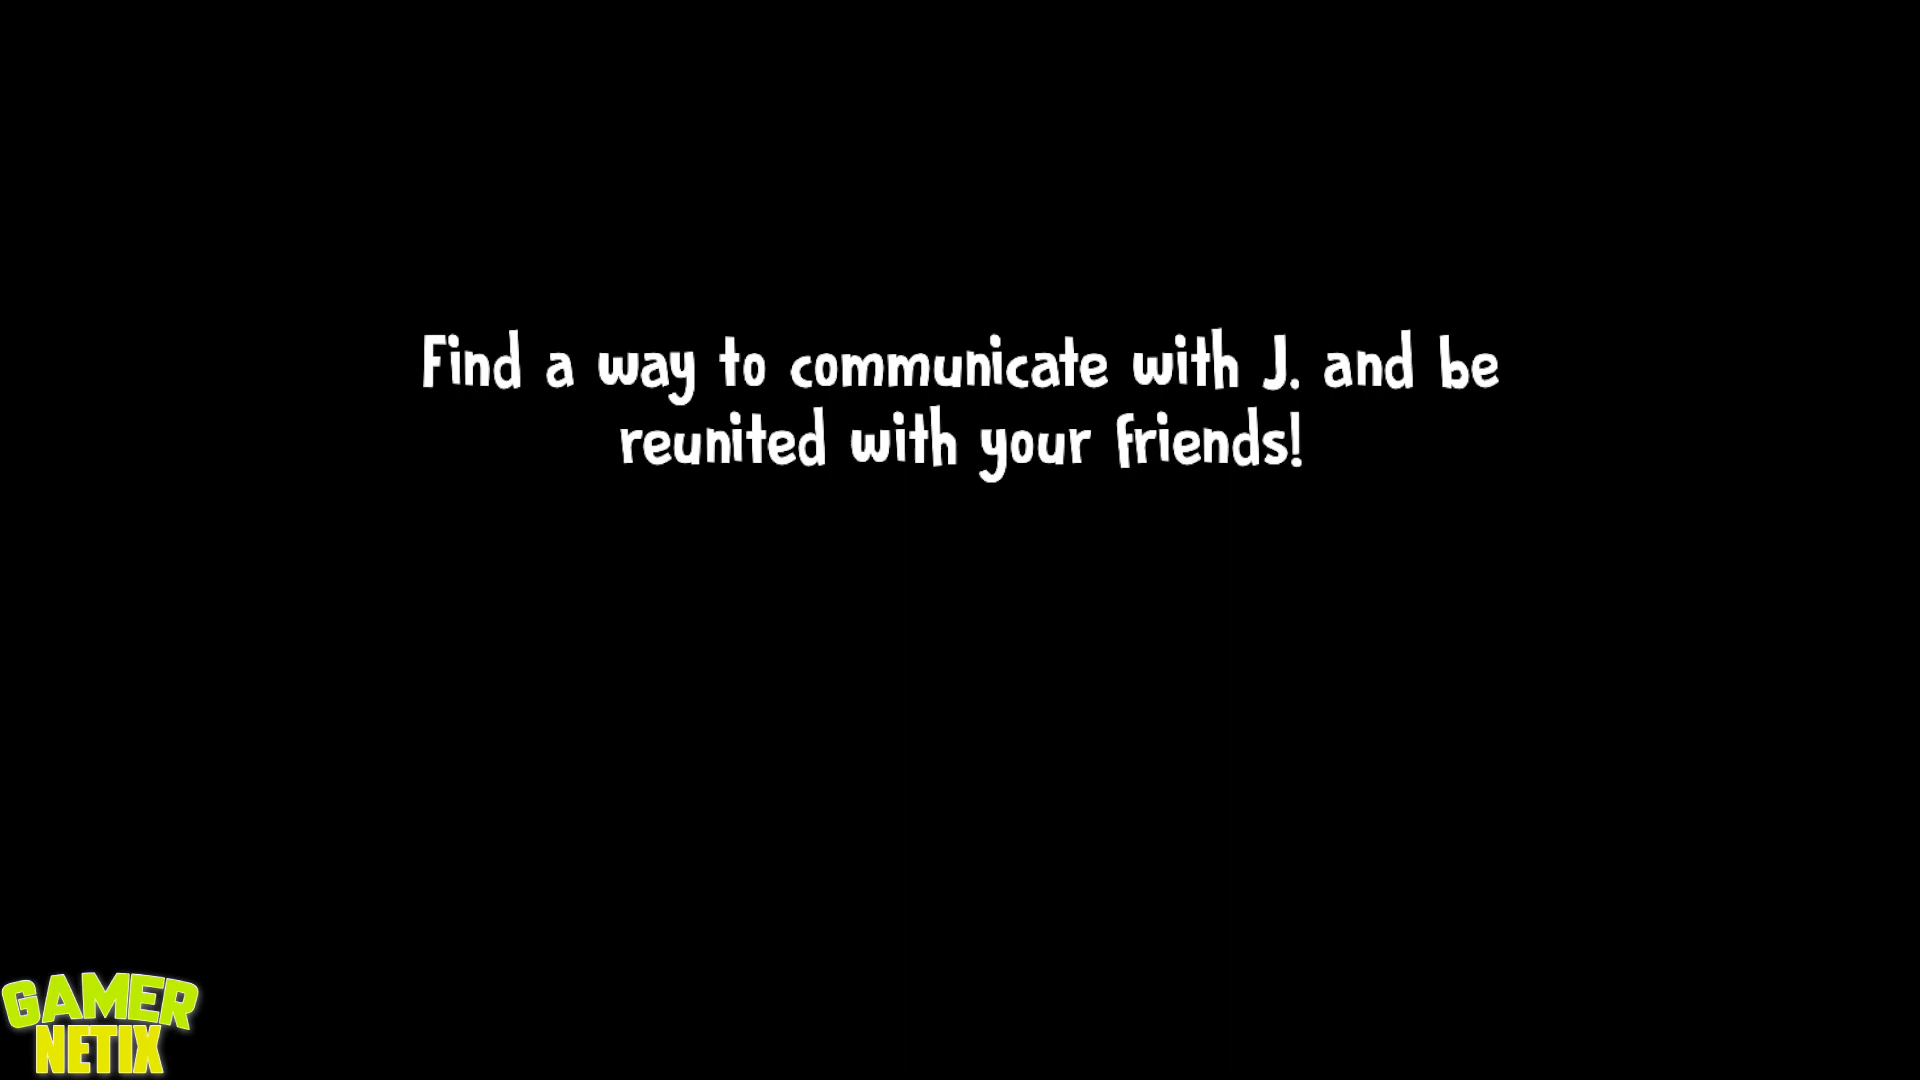 Find a way to communicate with J. and be
reunited with your friends!
GAMER
NETIX